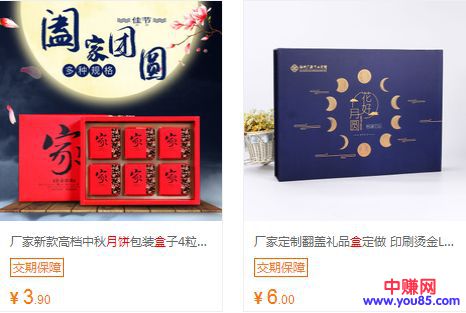 佳节
阖家团圆
多种规格
家
家 家 家
家 家 家
花好月圆
厂家新款高档中秋月饼包装盒子4粒...
交期保障
¥ 3.90
厂家定制翻盖礼品盒定做 印刷烫金L...
交期保障
¥ 6.00
中赚网
www.you85.com